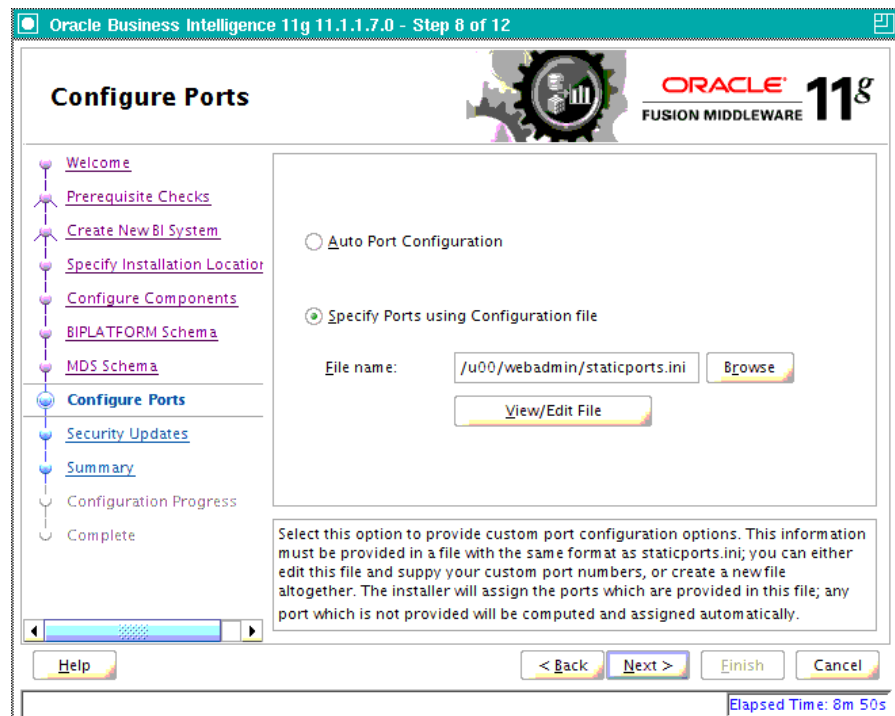 Oracle Business Intelligence 11g 11.1.1.7.0 - Step 8 of 12
Configure Ports
ORACLE
FUSION MIDDLEWARE
11g
Welcome
Prerequisite Checks
Create New BI System
Specify Installation Location
Configure Components
BIPLATFORM Schema
MDS Schema
Configure Ports
Security Updates
Summary
Configuration Progress
Complete
Auto Port Configuration
Specify Ports using Configuration file
File name: /u00/webadmin/staticports.ini Browse
View/Edit File
Select this option to provide custom port configuration options. This information
must be provided in a file with the same format as staticports.ini; you can either
edit this file and suppy your custom port numbers, or create a new file
altogether. The installer will assign the ports which are provided in this file; any
port which is not provided will be computed and assigned automatically.
Help < Back Next > Finish Cancel
Elapsed Time: 8m 50s